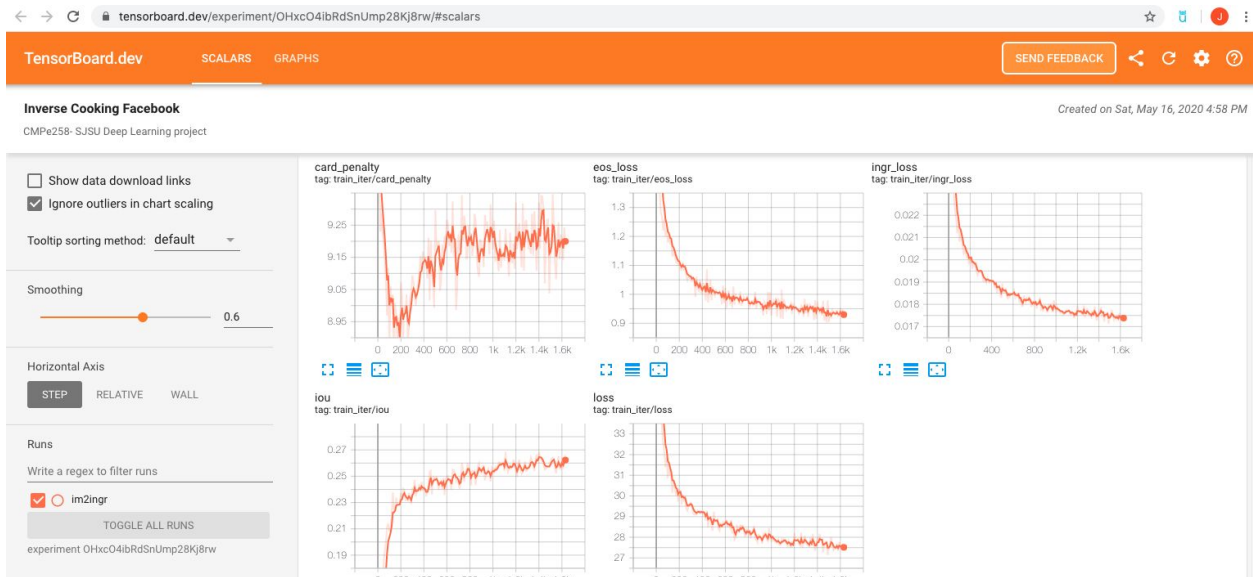 tensorboard.dev/experiment/OHxcO4ibRdSnUmp28Kj8rw/#scalars
J
TensorBoard.dev
SCALARS
GRAPHS
SEND FEEDBACK
Inverse Cooking Facebook
Created on Sat, May 16, 2020 4:58 PM
CMPe258- SJSU Deep Learning project
Show data download links
Ignore outliers in chart scaling
Tooltip sorting method: default
Smoothing
0.6
Horizontal Axis
STEP RELATIVE WALL
Runs
Write a regex to filter runs
im2ingr
TOGGLE ALL RUNS
experiment OHxcO4ibRdSnUmp28Kj8rw
card_penalty
tag: train_iter/card_penalty
9.25
9.15
9.05
8.95
0 200 400 600 800 1k 1.2k 1.4k 1.6k
eos_loss
tag: train_iter/eos_loss
1.3
1.2
1.1
1
0.9
0 200 400 600 800 1k 1.2k 1.4k 1.6k
ingr_loss
tag: train_iter/ingr_loss
0.022
0.021
0.02
0.019
0.018
0.017
0 400 800 1.2k 1.6k
iou
tag: train_iter/iou
0.27
0.25
0.23
0.21
0.19
loss
tag: train_iter/loss
33
32
31
30
29
28
27